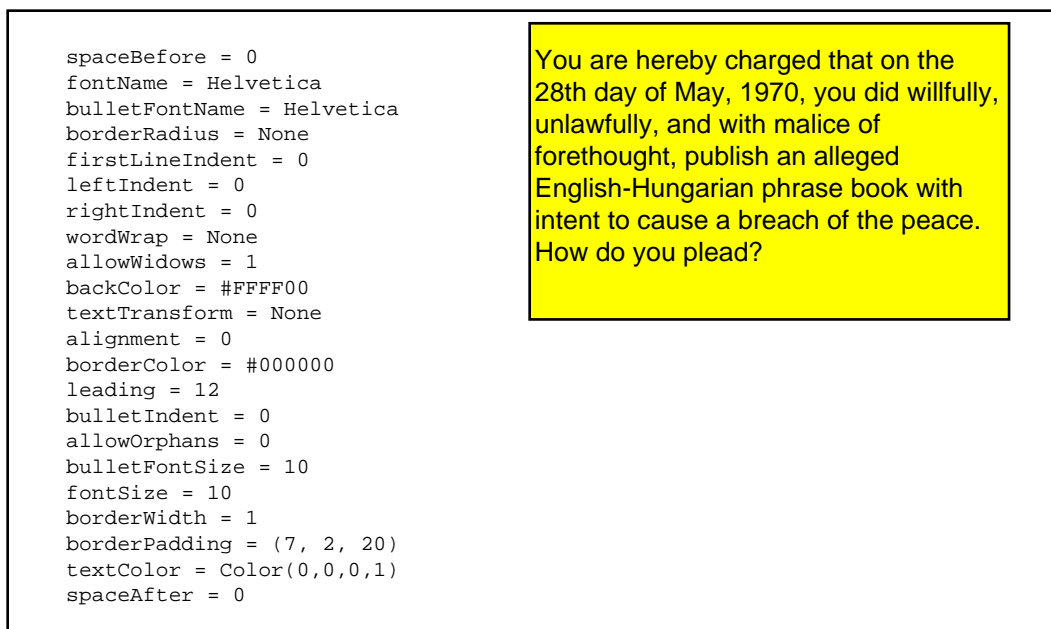 spaceBefore = 0
fontName = Helvetica
bulletFontName = Helvetica
borderRadius = None
firstLineIndent = 0
leftIndent = 0
rightIndent = 0
wordWrap = None
allowWidows = 1
backColor = #FFFF00
textTransform = None
alignment = 0
borderColor = #000000
leading = 12
bulletIndent = 0
allowOrphans = 0
bulletFontSize = 10
fontSize = 10
borderWidth = 1
borderPadding = (7, 2, 20)
textColor = Color(0,0,0,1)
spaceAfter = 0
You are hereby charged that on the
28th day of May, 1970, you did willfully,
unlawfully, and with malice of
forethought, publish an alleged
English-Hungarian phrase book with
intent to cause a breach of the peace.
How do you plead?